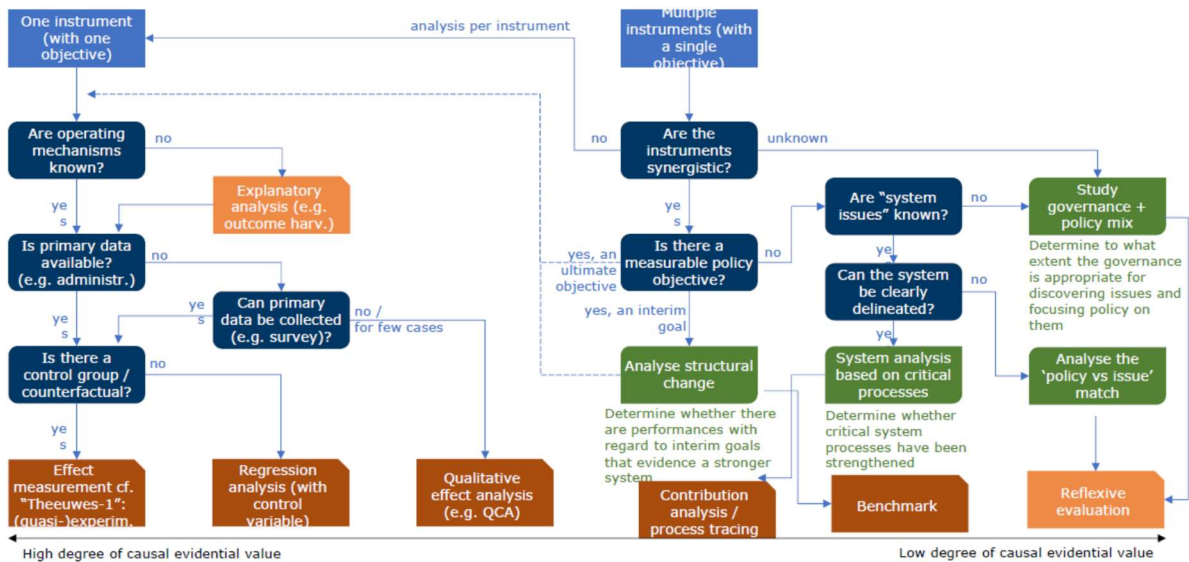 One instrument
(with one
objective)
analysis per instrument
Multiple
instruments (with
a single
objective)
Are operating
mechanisms
known?
no
no
Are the
instruments
synergistic?
unknown
Explanatory
analysis (e.g.
outcome harv.)
ye
s
ye
s
Are “system
issues” known?
no
Study
governance +
policy mix
Is primary data
available?
(e.g. administr.)
no
yes, an
ultimate
objective
Is there a
measurable policy
objective?
no
ye
Determine to what
extent the governance
is appropriate for
discovering issues and
focusing policy on
them
Can the system
be clearly
delineated?
no
ye
s
ye
s
Can primary
data be collected
(e.g. survey)?
no /
for few cases
yes, an interim
goal
ye
Is there a
control group /
counterfactual?
no
Analyse structural
change
System analysis
based on critical
processes
Analyse the
‘policy vs issue’
match
Determine whether there
are performances with
regard to interim goals
that evidence a stronger
system
Determine whether
critical system
processes have been
strengthened
ye
s
Effect
measurement cf.
“Theeuwes-1”:
(quasi-)experim.
Regression
analysis (with
control
variable)
Qualitative
effect analysis
(e.g. QCA)
Contribution
analysis /
process tracing
Benchmark
Reflexive
evaluation
High degree of causal evidential value
Low degree of causal evidential value